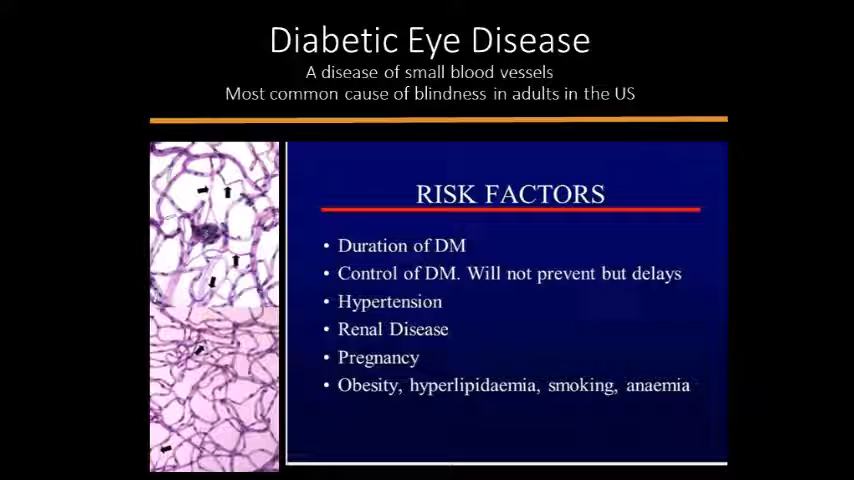 Diabetic Eye Disease
A disease of small blood vessels
Most common cause of blindness in adults in the US
RISK FACTORS
• Duration of DM
• Control of DM. Will not prevent but delays
• Hypertension
• Renal Disease
• Pregnancy
• Obesity, hyperlipidaemia, smoking, anaemia